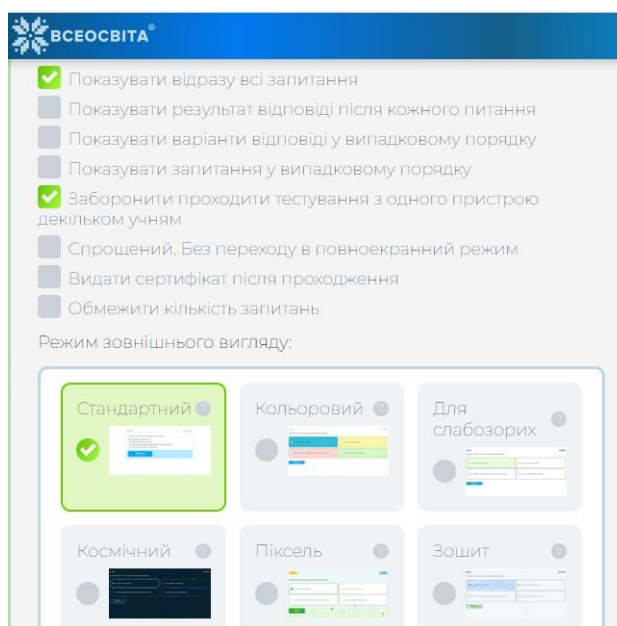 ВСЕОСВІТА©
Показувати відразу всі запитання
Показувати результат відповіді після кожного питання
Показувати варіанти відповіді у випадковому порядку
Показувати запитання у випадковому порядку
Заборонити проходити тестування з одного пристрою
декільком учням
Спрощений. Без переходу в повноекранний режим
Видати сертифікат після проходження
Обмежити кількість запитань
Режим зовнішнього вигляду:
Стандартний ?
Кольоровий ?
Для
слабозорих ?
Космічний ?
Піксель ?
Зошит ?